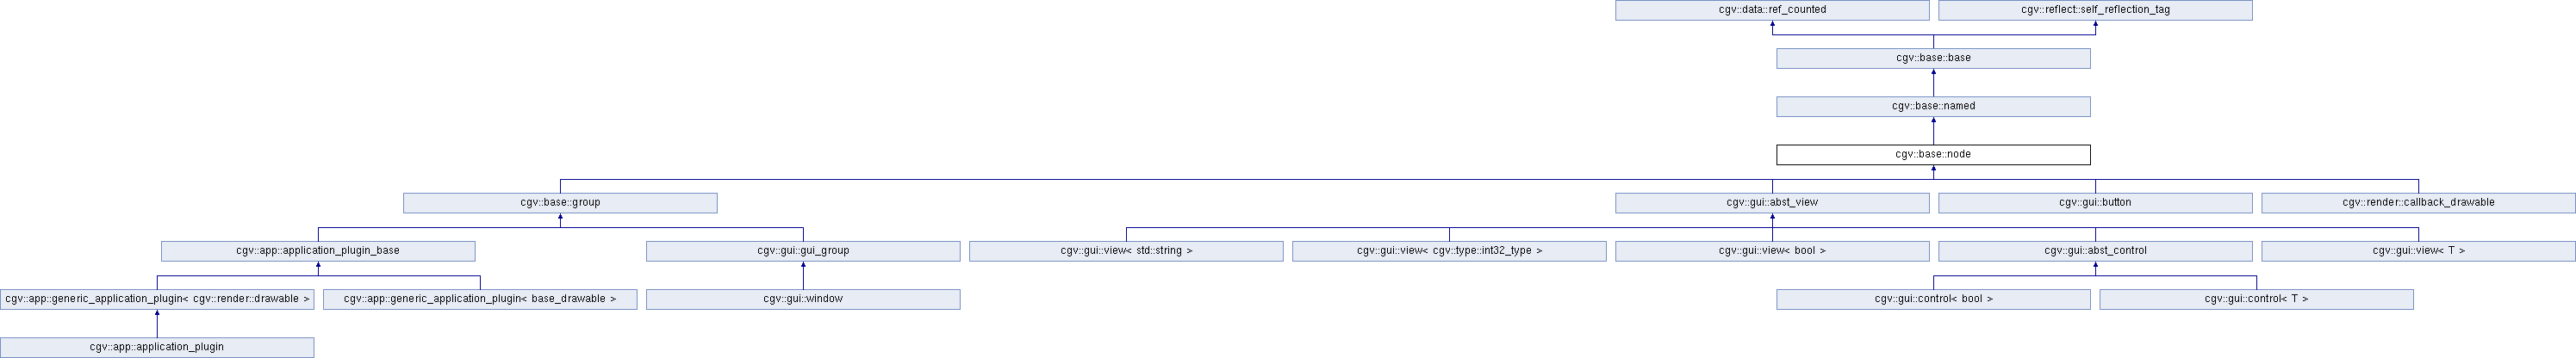 cgv::data::ref_counted
cgv::reflect::self_reflection_tag
cgv::base::base
cgv::base::named
cgv::base::node
cgv::base::group
cgv::gui::abst_view
cgv::gui::button
cgv::render::callback_drawable
cgv::app::application_plugin_base
cgv::gui::gui_group
cgv::gui::view< std::string >
cgv::gui::view< cgv::type::int32_type >
cgv::gui::view< bool >
cgv::gui::abst_control
cgv::gui::view< T >
cgv::app::generic_application_plugin< cgv::render::drawable >
cgv::app::generic_application_plugin< base_drawable >
cgv::gui::window
cgv::gui::control< bool >
cgv::gui::control< T >
cgv::app::application_plugin